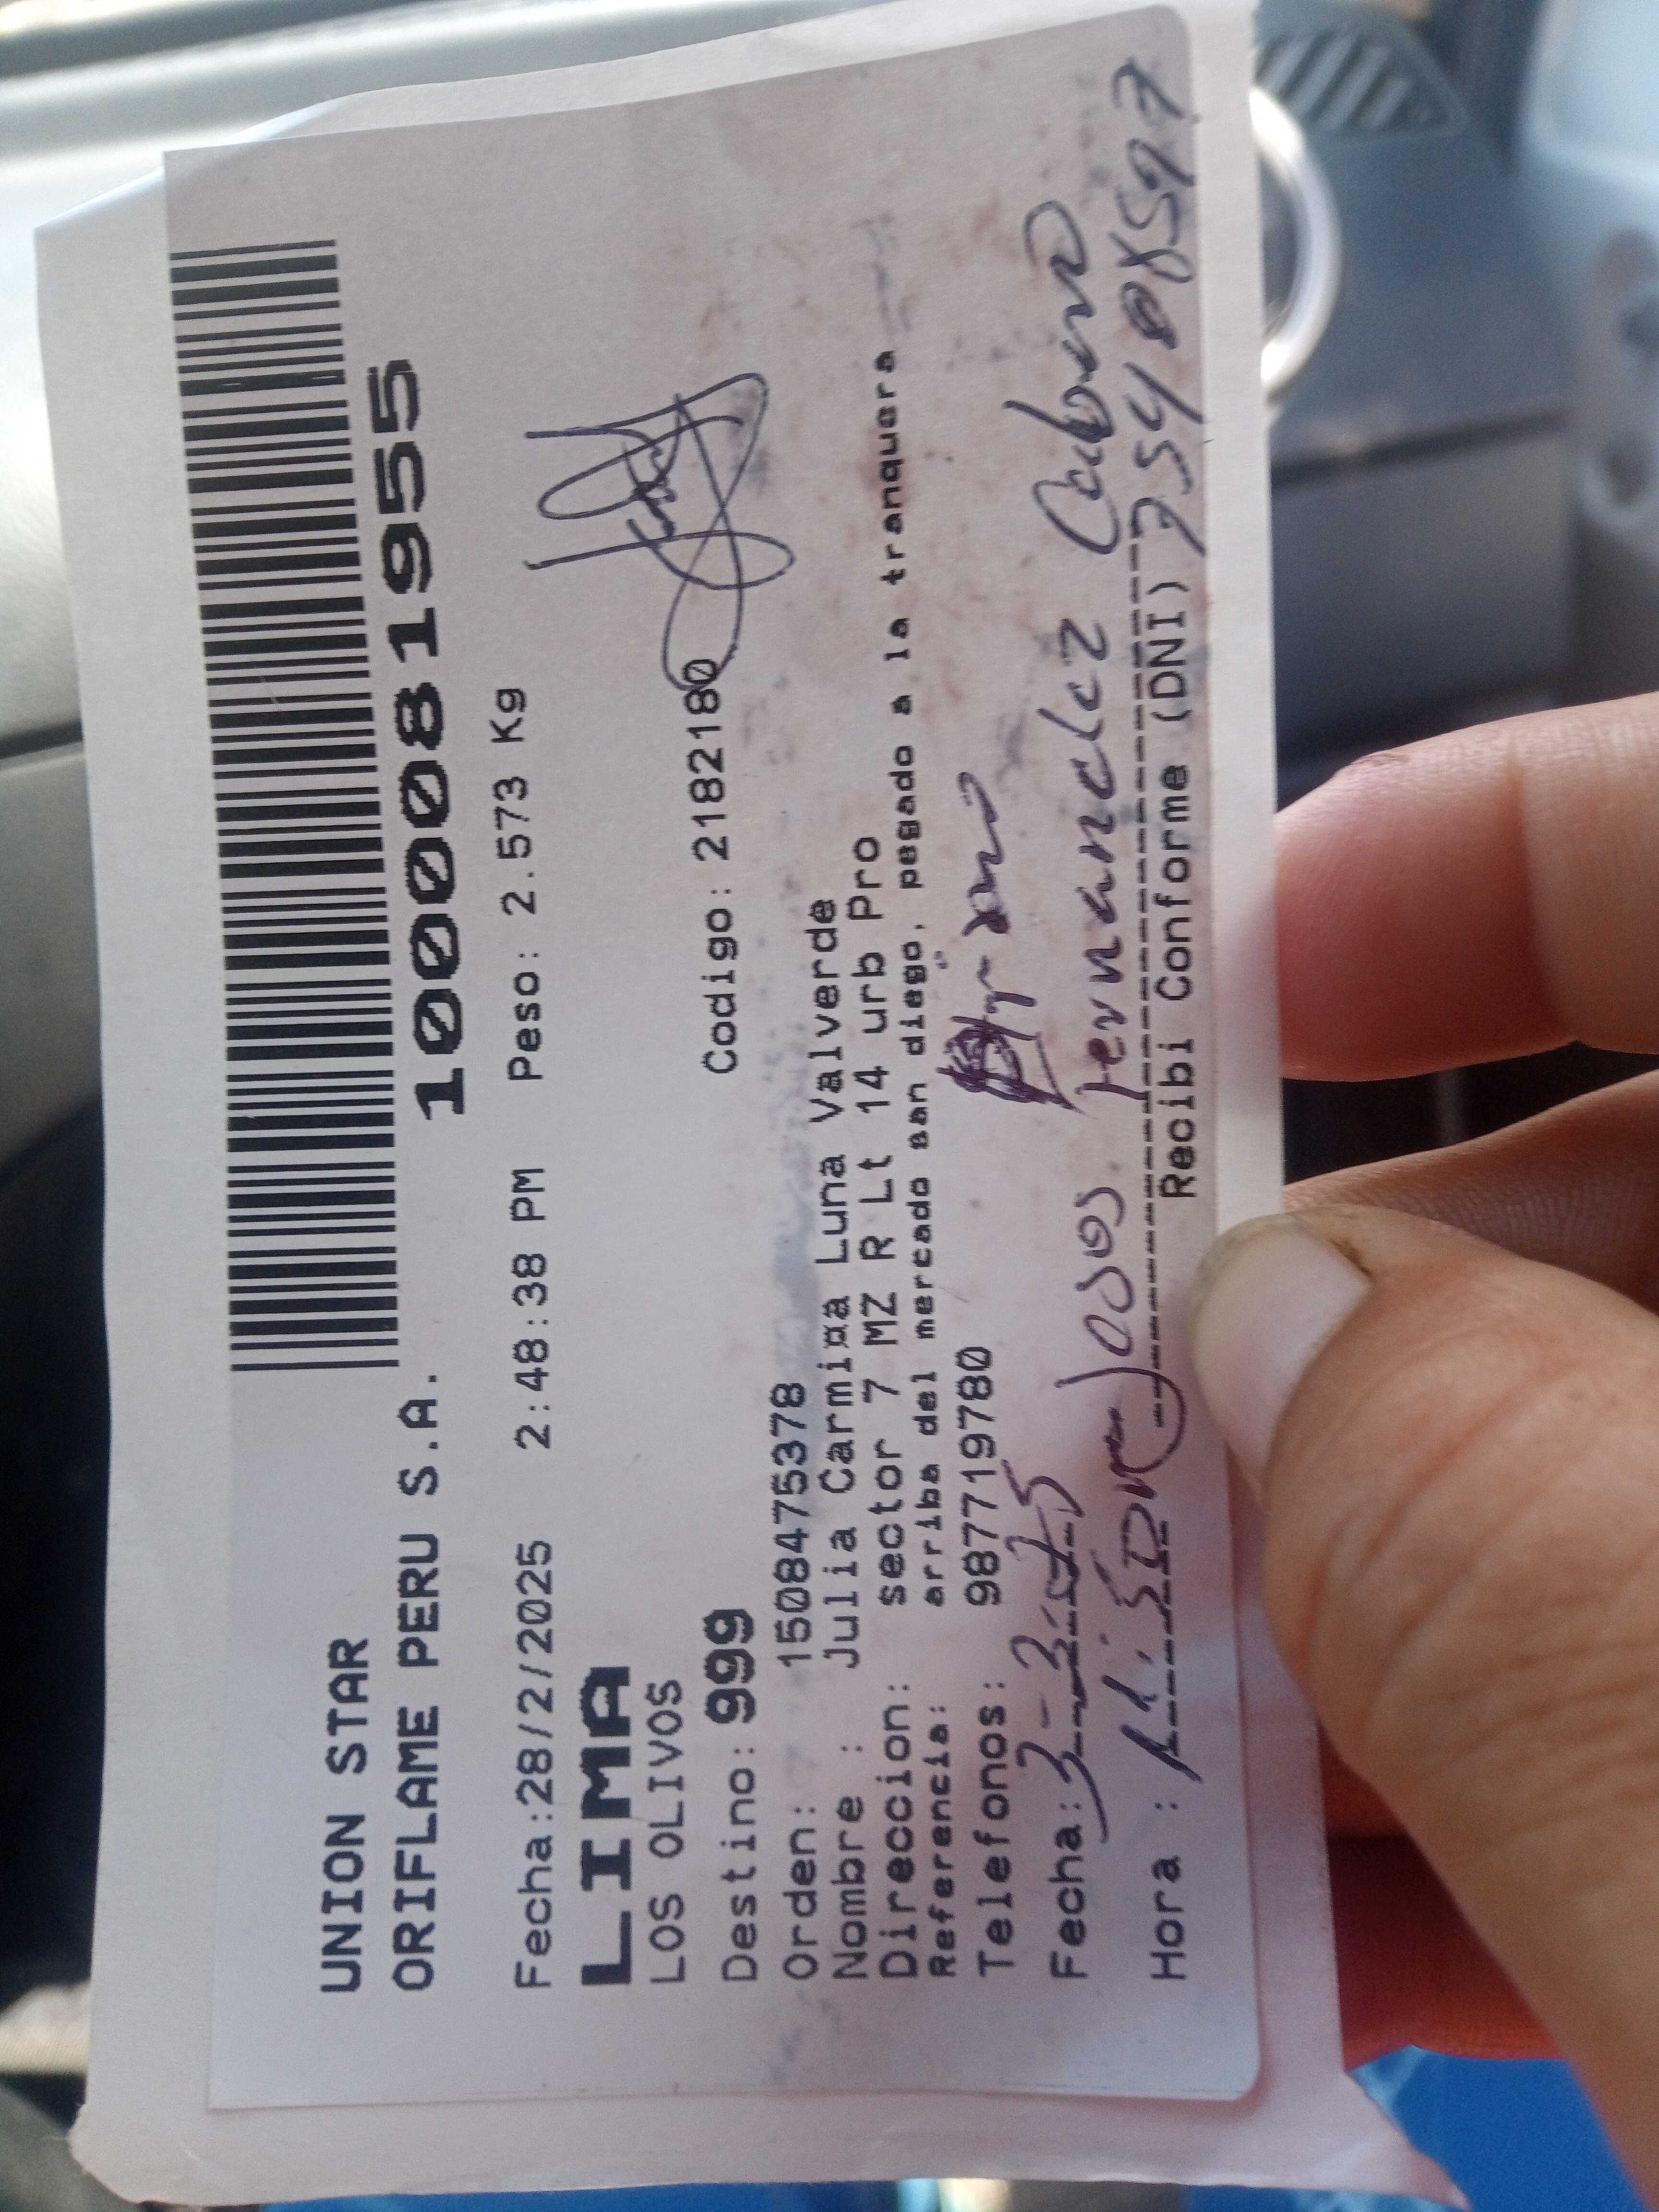 UNION STAR
ORIFLAME PERU S.A.
1000081955
Fecha:28/2/2025 2:48:38 PM Peso: 2.573 Kg
LIMA
LOS OLIVOS
Destino: 999 Codigo: 2182180
Orden: 1508475378
Nombre : Julia Carmina Luna Valverde
Direccion: sector 7 MZ R Lt 14 urb Pro
Referencia: arriba del mercado san diego, pegado a la tranquera
Telefonos: 987719780
Fecha: 3-3-
Hora : 11:50 Fernandez
Recibi Conforme (DNI)